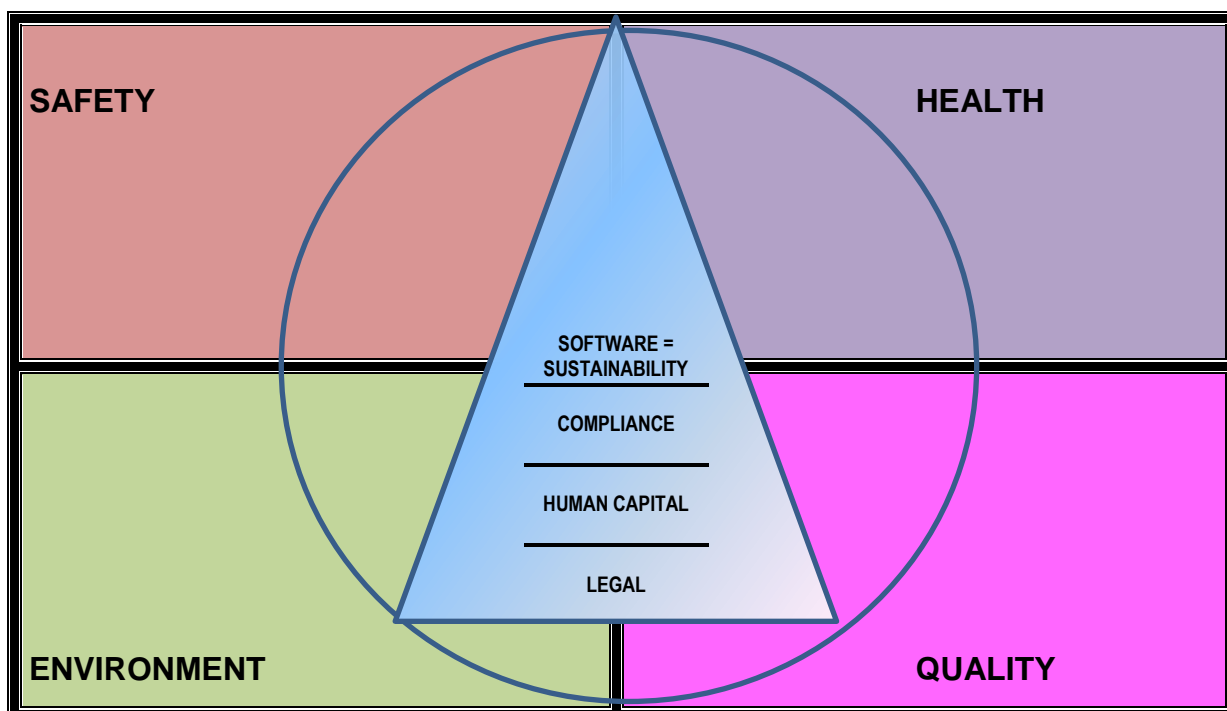 SAFETY
HEALTH
SOFTWARE =
SUSTAINABILITY
COMPLIANCE
HUMAN CAPITAL
LEGAL
ENVIRONMENT
QUALITY